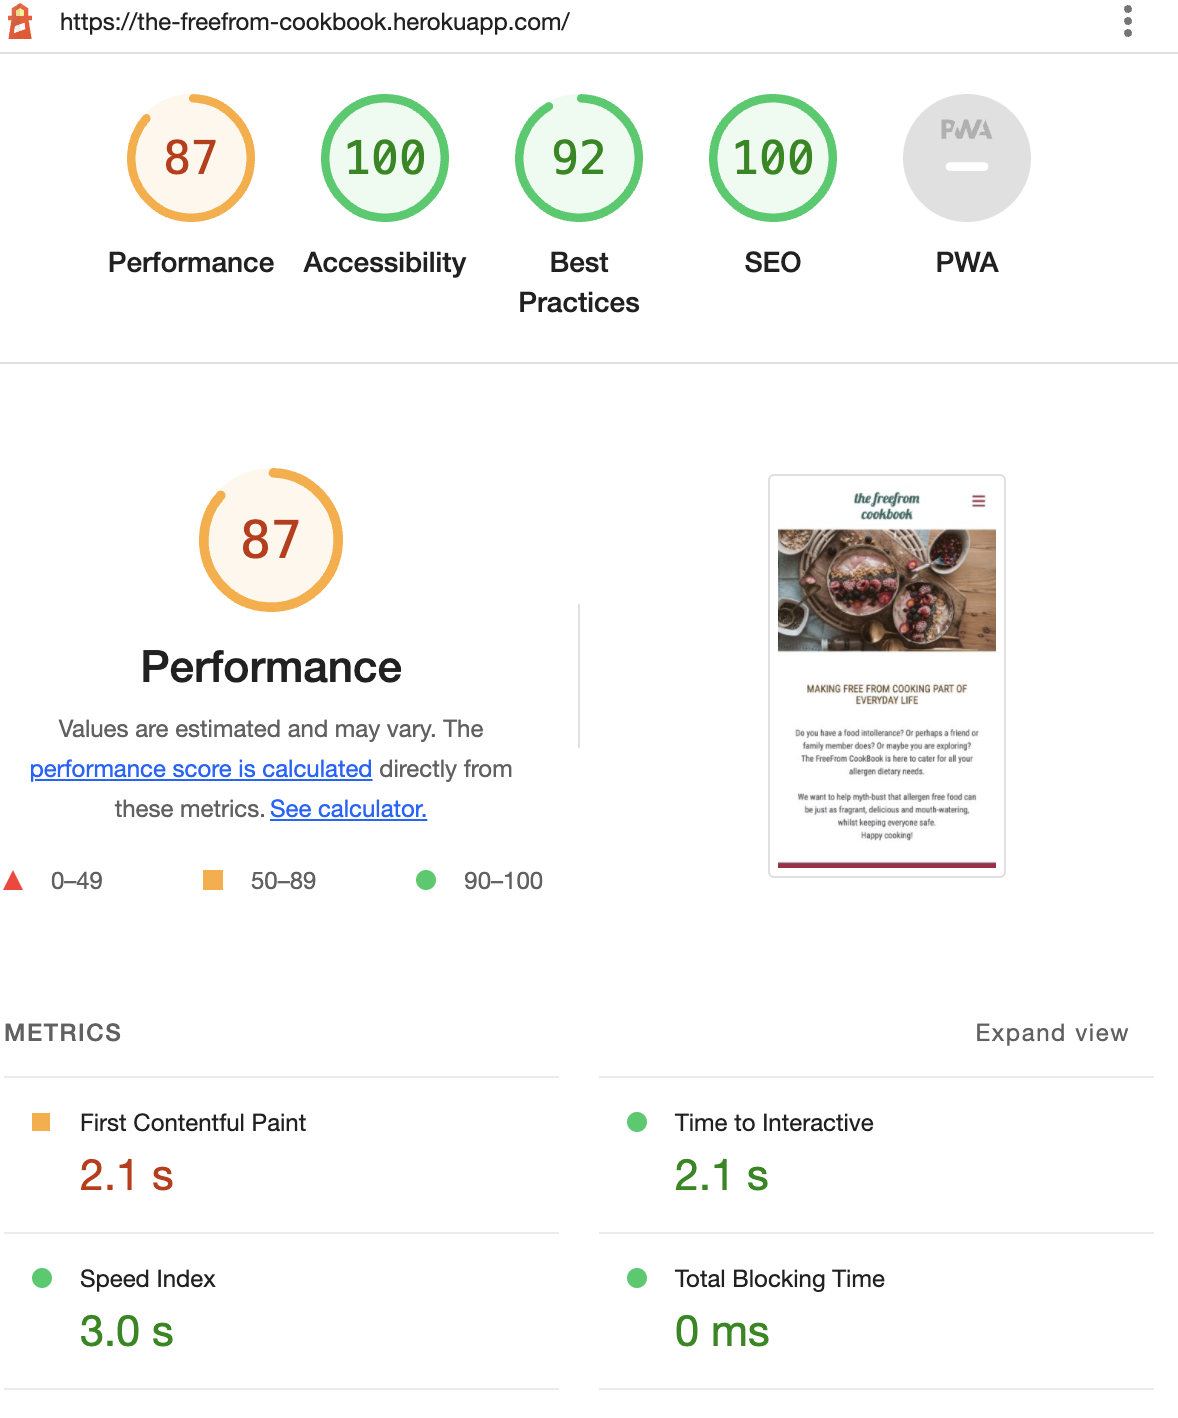 https://the-freefrom-cookbook.herokuapp.com/
87
100
92
100
PWA
Performance
Accessibility
Best
Practices
SEO
PWA
87
Performance
Values are estimated and may vary. The
performance score is calculated directly from
these metrics. See calculator.
0–49
50–89
90–100
the freefrom
cookbook
MAKING FREE FROM COOKING PART OF
EVERYDAY LIFE
Do you have a food intollerance? Or perhaps a friend or
family member does? Or maybe you are exploring?
The FreeFrom CookBook is here to cater for all your
allergen dietary needs.
We want to help myth-bust that allergen free food can
be just as fragrant, delicious and mouth-watering,
whilst keeping everyone safe.
Happy cooking!
METRICS
Expand view
First Contentful Paint
2.1 s
Time to Interactive
2.1 s
Speed Index
3.0 s
Total Blocking Time
0 ms